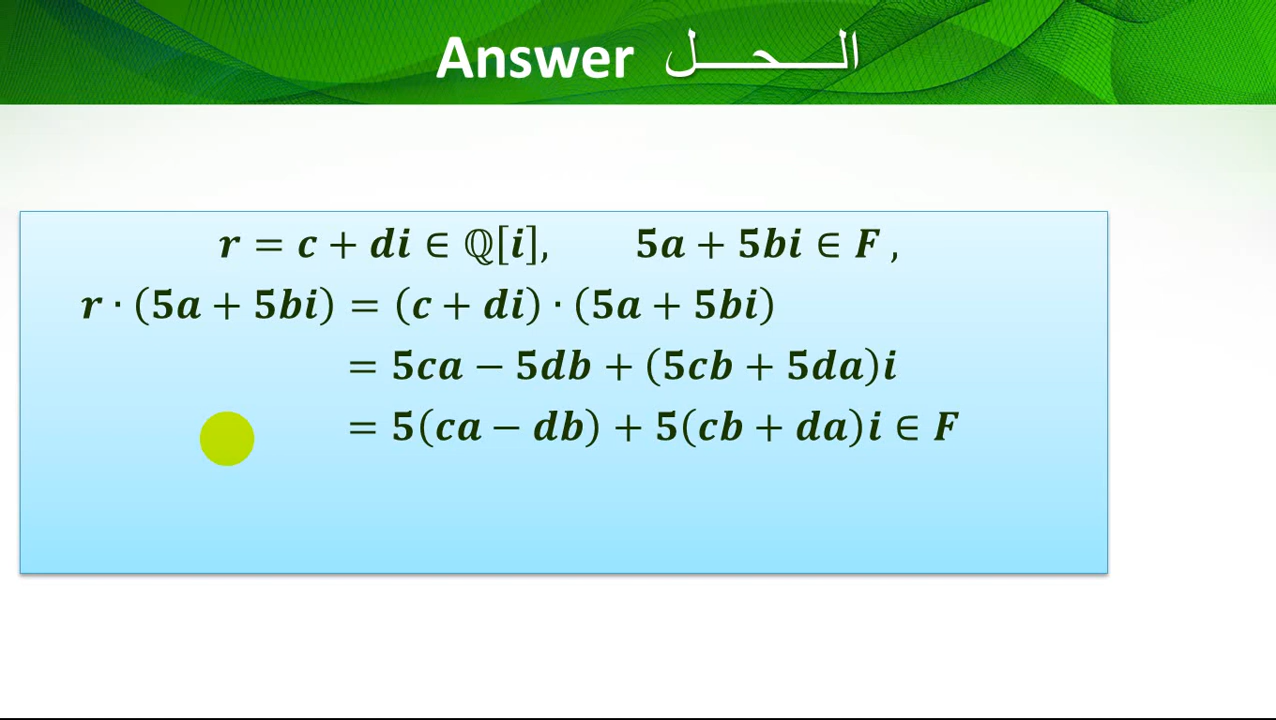 Answer الـــــحـــــل
r = c + di ∈ ℚ[i], 5a + 5bi ∈ F ,
r · (5a + 5bi) = (c + di) · (5a + 5bi)
= 5ca − 5db + (5cb + 5da)i
= 5(ca − db) + 5(cb + da)i ∈ F